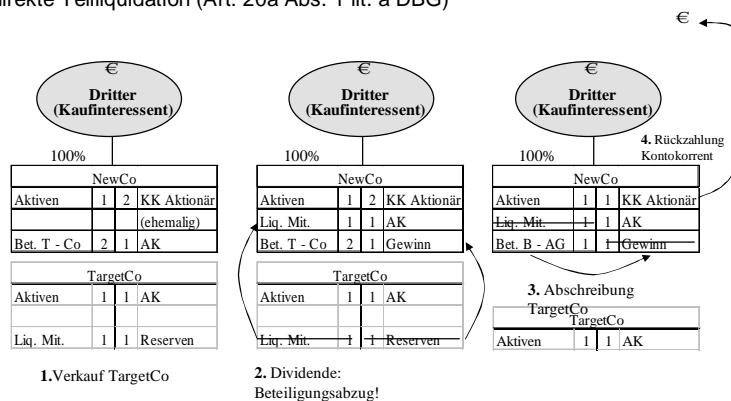 direkte Teilliquidation (Art. 20a Abs. 1 lit. a DBG)
€
€
Dritter
(Kaufinteressent)
100%
NewCo
Aktiven 1 2 KK Aktionär
(ehemalig)
Bet. T - Co 2 1 AK
TargetCo
Aktiven 1 1 AK
Liq. Mit. 1 1 Reserven
1.Verkauf TargetCo
€
Dritter
(Kaufinteressent)
100%
NewCo
Aktiven 1 2 KK Aktionär
Liq. Mit. 1 1 AK
Bet. T - Co 2 1 Gewinn
TargetCo
Aktiven 1 1 AK
Liq. Mit. 1 1 Reserven
2. Dividende:
Beteiligungsabzug!
€
Dritter
(Kaufinteressent)
4. Rückzahlung
Kontokorrent
100%
NewCo
Aktiven 1 1 KK Aktionär
Liq. Mit. 1 1 AK
Bet. B - AG 1 1 Gewinn
3. Abschreibung
TargetCo
TargetCo
Aktiven 1 1 AK